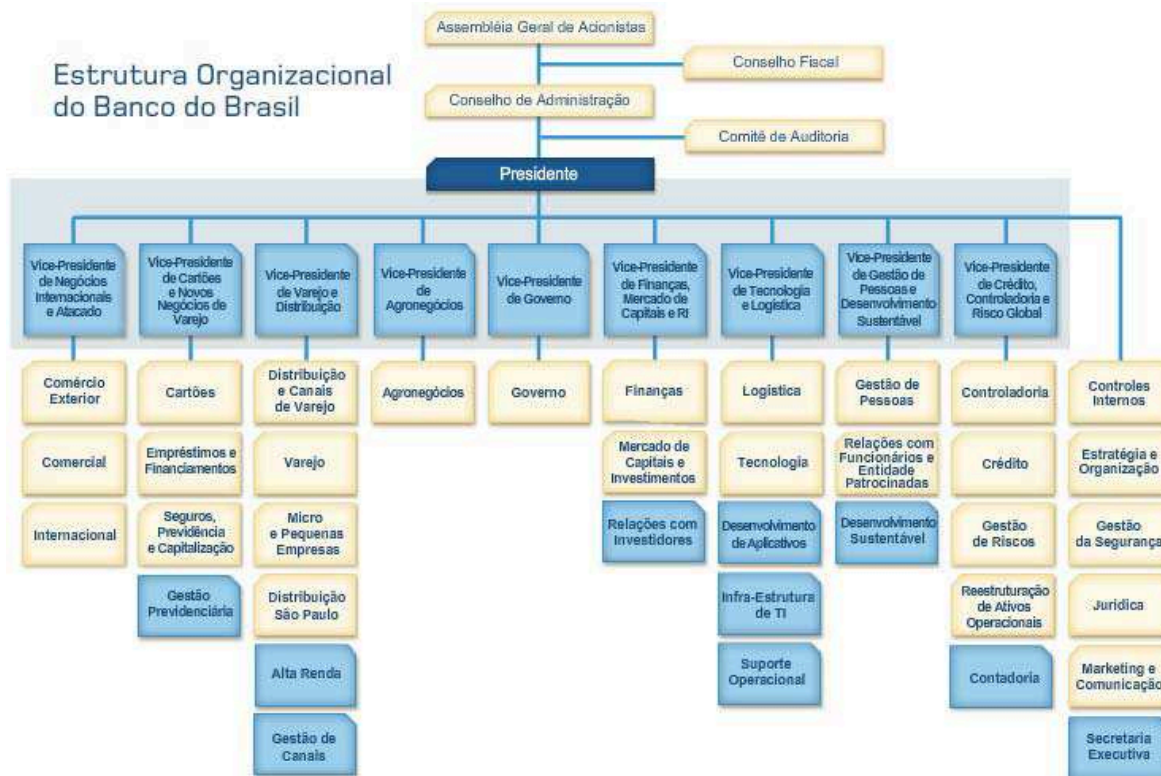 Estrutura Organizacional
do Banco do Brasil
Assembléia Geral de Acionistas
Conselho Fiscal
Conselho de Administração
Comitê de Auditoria
Presidente
Vice-Presidente
de Negócios
Internacionais
e Atacado
Vice-Presidente
de Cartões
e Novos
Negócios de
Varejo
Vice-Presidente
de Varejo e
Distribuição
Vice-Presidente
de
Agronegócios
Vice-Presidente
de Governo
Vice-Presidente
de Finanças,
Mercado de
Capitais e RI
Vice-Presidente
de Tecnologia
e Logística
Vice-Presidente
de Gestão de
Pessoas e
Desenvolvimento
Sustentável
Vice-Presidente
de Crédito,
Controladoria e
Risco Global
Comércio
Exterior
Cartões
Distribuição
e Canais
de Varejo
Agronegócios
Governo
Finanças
Logística
Gestão de
Pessoas
Controladoria
Controles
Internos
Comercial
Empréstimos e
Financiamentos
Varejo
Mercado de
Capitais e
Investimentos
Tecnologia
Relações com
Funcionários e
Entidade
Patrocinadas
Crédito
Estratégia e
Organização
Internacional
Seguros,
Previdência
e Capitalização
Micro
e Pequenas
Empresas
Relações com
Investidores
Desenvolvimento
de Aplicativos
Desenvolvimento
Sustentável
Gestão
de Riscos
Gestão
da Segurança
Gestão
Previdenciária
Distribuição
São Paulo
Infra-Estrutura
de TI
Reestruturação
de Ativos
Operacionais
Jurídica
Alta Renda
Suporte
Operacional
Contadoria
Marketing e
Comunicação
Gestão de
Canais
Secretaria
Executiva